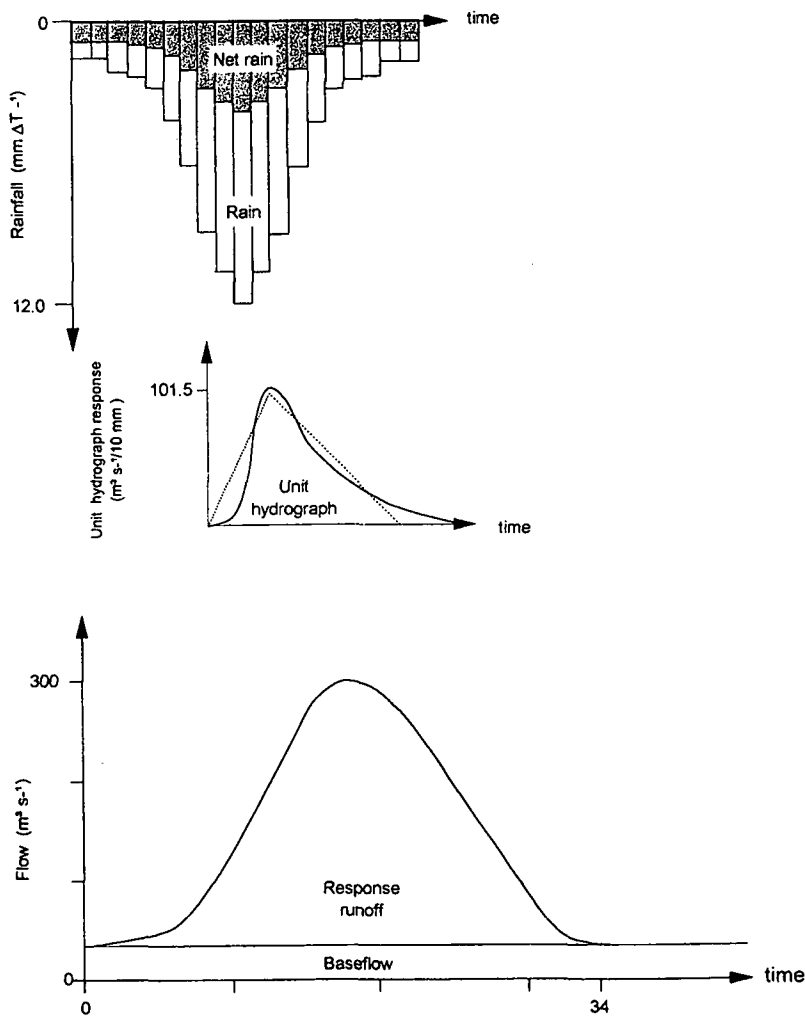 0
time
Net rain
Rainfall (mm ΔT -¹)
Rain
12.0
Unit hydrograph response
(m³ s-¹/10 mm )
101.5
Unit
hydrograph
time
300
Flow (m³ s-¹)
Response
runoff
Baseflow
0
time
0
34